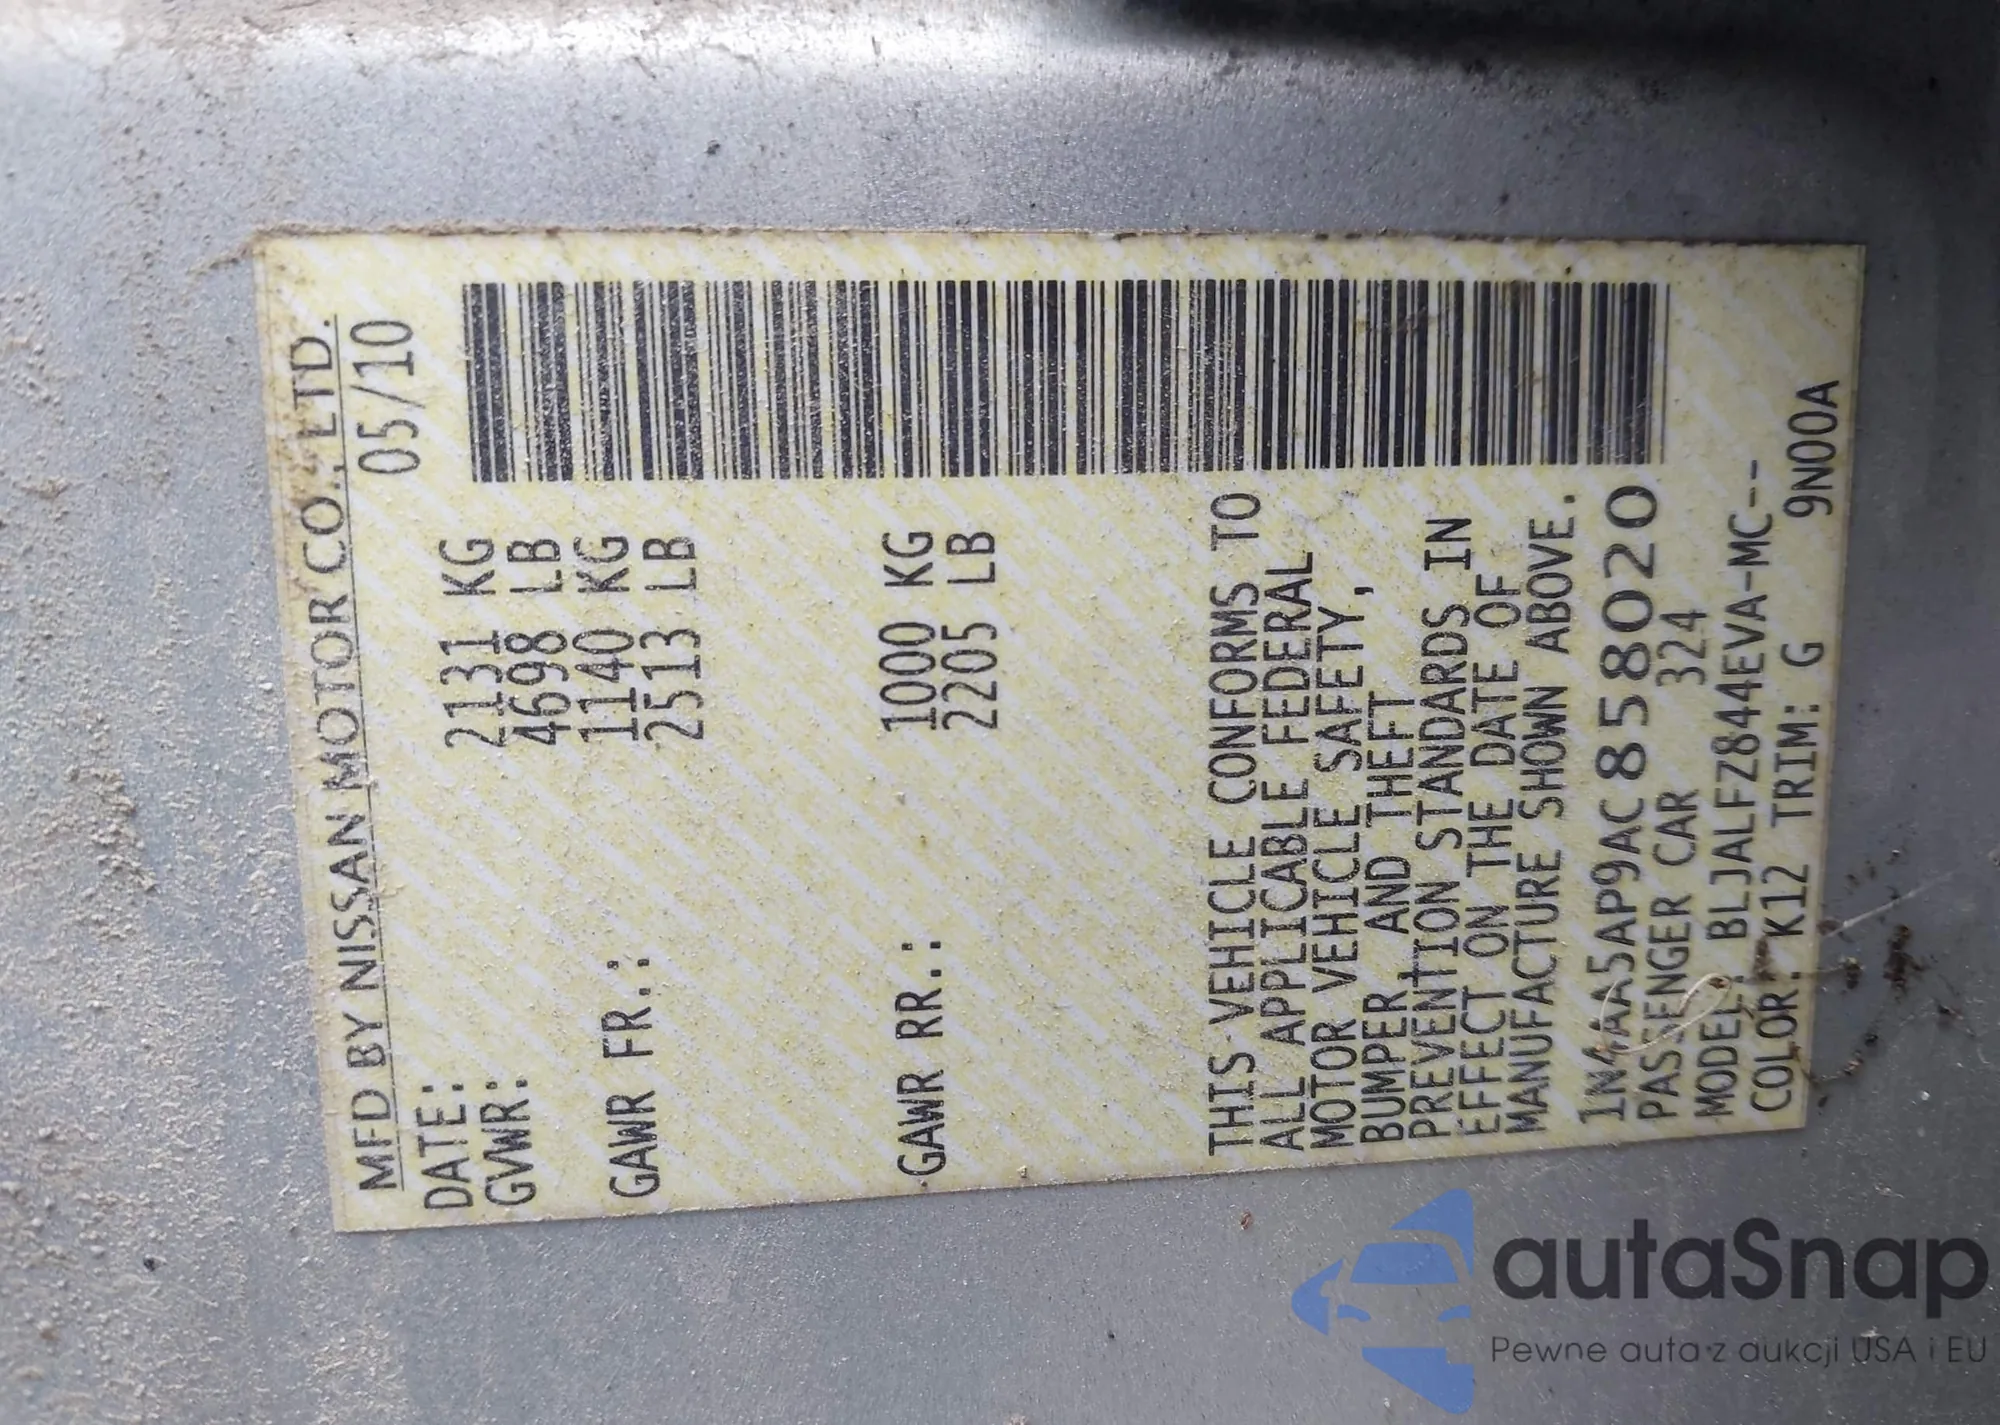 MFD BY NISSAN MOTOR CO., LTD.
DATE: 05/10
GVWR: 2131 KG
4698 LB
GAWR FR.: 1140 KG
2513 LB
GAWR RR.: 1000 KG
2205 LB
THIS VEHICLE CONFORMS TO
ALL APPLICABLE FEDERAL
MOTOR VEHICLE SAFETY,
BUMPER AND THEFT
PREVENTION STANDARDS IN
EFFECT ON THE DATE OF
MANUFACTURE SHOWN ABOVE.
1N4AA5AP9AC858020
PASSENGER CAR 324
MODEL: BLJALFZ844EVA-MC--
COLOR: K12 TRIM: G 9N00A
autaSnap
Pewne auta z aukcji USA i EU